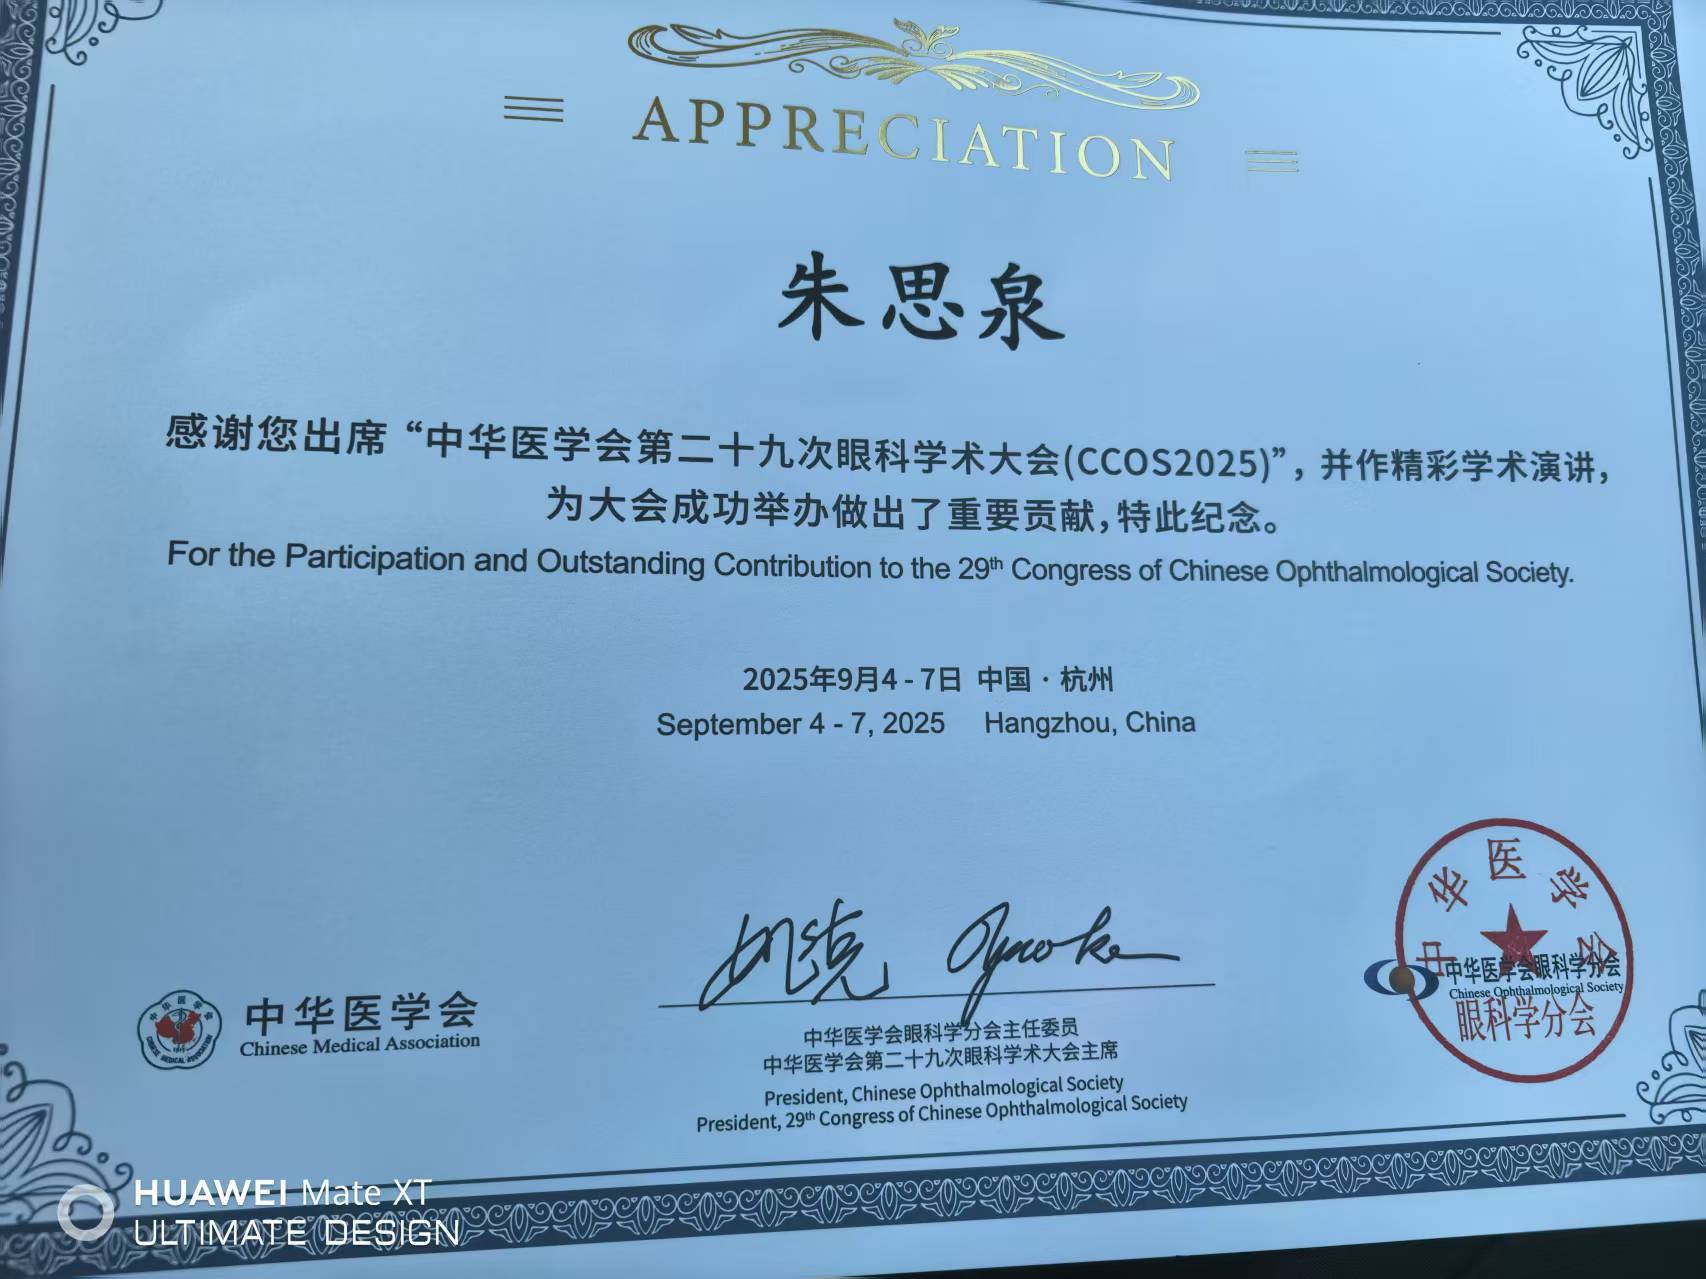 APPRECIATION
朱思泉
感谢您出席“中华医学会第二十九次眼科学术大会(CCOS2025)”，并作精彩学术演讲，
为大会成功举办做出了重要贡献，特此纪念。
For the Participation and Outstanding Contribution to the 29th Congress of Chinese Ophthalmological Society.
2025年9月4 - 7日 中国 · 杭州
September 4 - 7, 2025 Hangzhou, China
中华医学会
Chinese Medical Association
中华医学会
CHINESE MEDICAL ASSOCIATION
中华医学会眼科学分会主任委员
中华医学会第二十九次眼科学术大会主席
President, Chinese Ophthalmological Society
President, 29th Congress of Chinese Ophthalmological Society
中华医学会
中华医学会眼科学分会
Chinese Ophthalmological Society
眼科学分会
HUAWEI Mate XT
ULTIMATE DESIGN